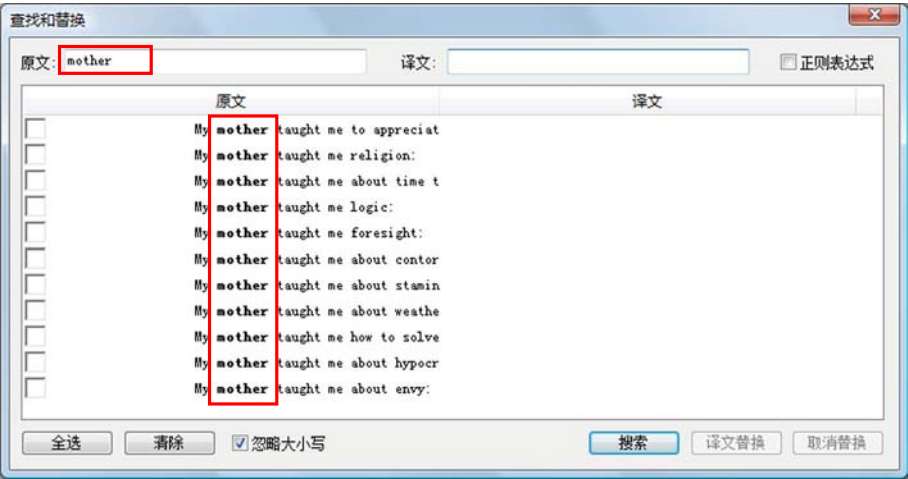 查找和替换
原文: mother 译文: 正则表达式
原文 译文
My mother taught me to appreciat
My mother taught me religion:
My mother taught me about time t
My mother taught me logic:
My mother taught me foresight:
My mother taught me about contor
My mother taught me about stamin
My mother taught me about weathe
My mother taught me how to solve
My mother taught me about hypocr
My mother taught me about envy:
全选 清除 忽略大小写 搜索 译文替换 取消替换